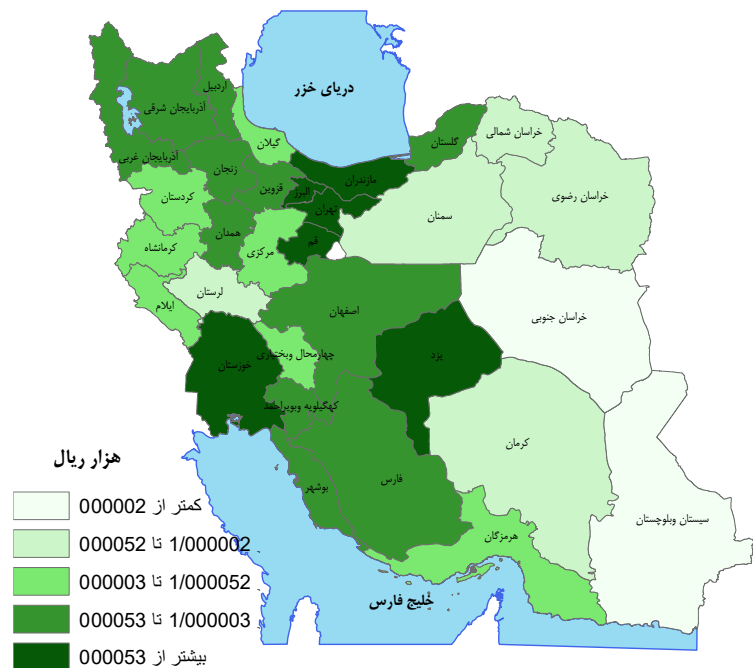 دریای خزر
اردبیل
آذربایجان شرقی
آذربایجان غربی
گیلان
زنجان
گلستان
خراسان شمالی
مازندران
البرز
قزوین
تهران
کردستان
خراسان رضوی
سمنان
همدان
قم
مرکزی
کرمانشاه
لرستان
ایلام
اصفهان
خراسان جنوبی
چهارمحال وبختیاری
یزد
خوزستان
کهگیلویه وبویراحمد
کرمان
فارس
بوشهر
سیستان وبلوچستان
هرمزگان
خلیج فارس
هزار ریال
کمتر از 000002
1/000002 تا 000052
1/000052 تا 000003
1/000003 تا 000053
بیشتر از 000053